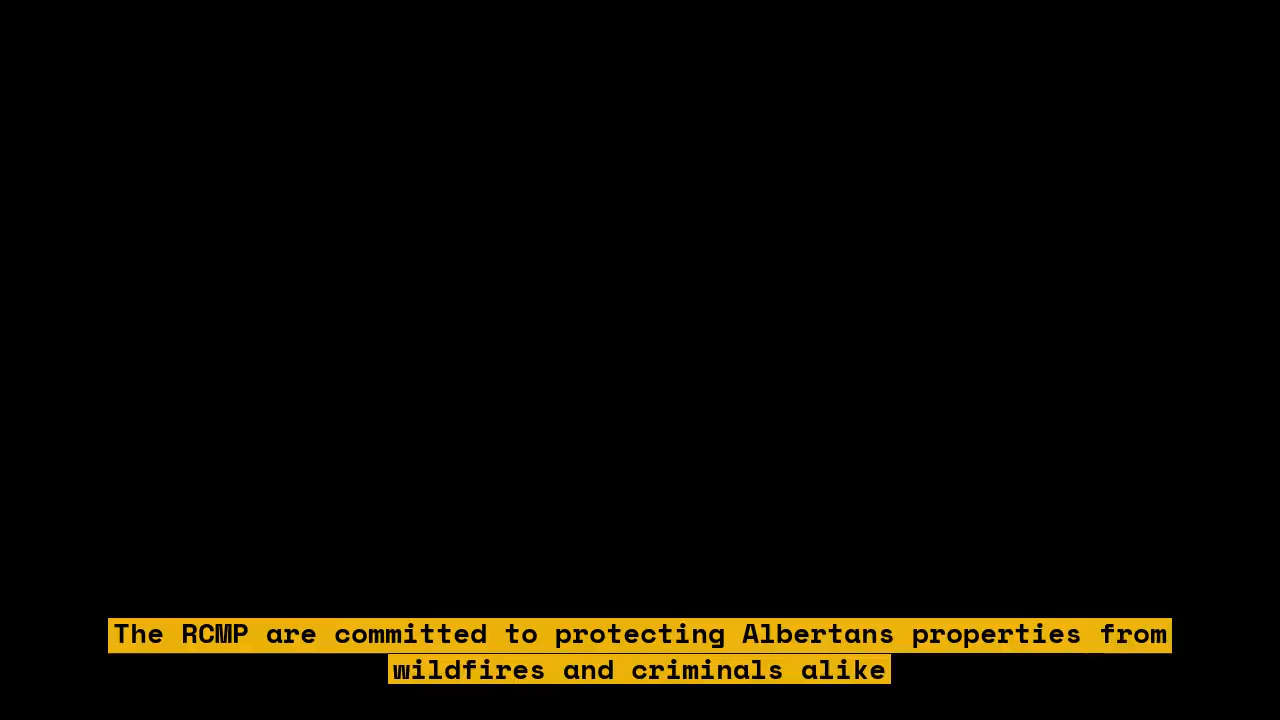 The RCMP are committed to protecting Albertans properties from
wildfires and criminals alike